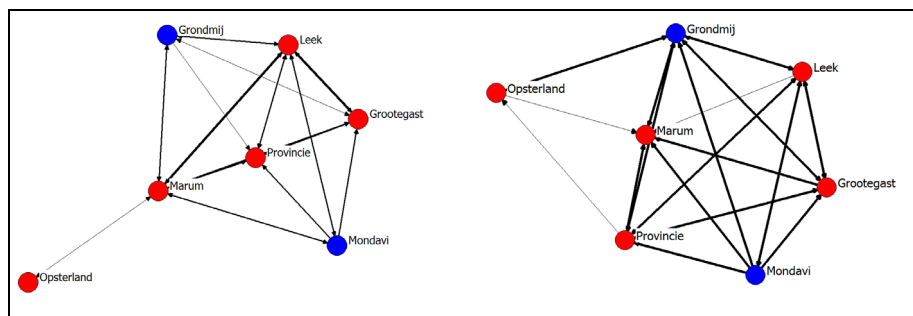 Grondmij
Leek
Grootegast
Provincie
Marum
Mondavi
Opsterland
Grondmij
Leek
Opsterland
Marum
Grootegast
Provincie
Mondavi